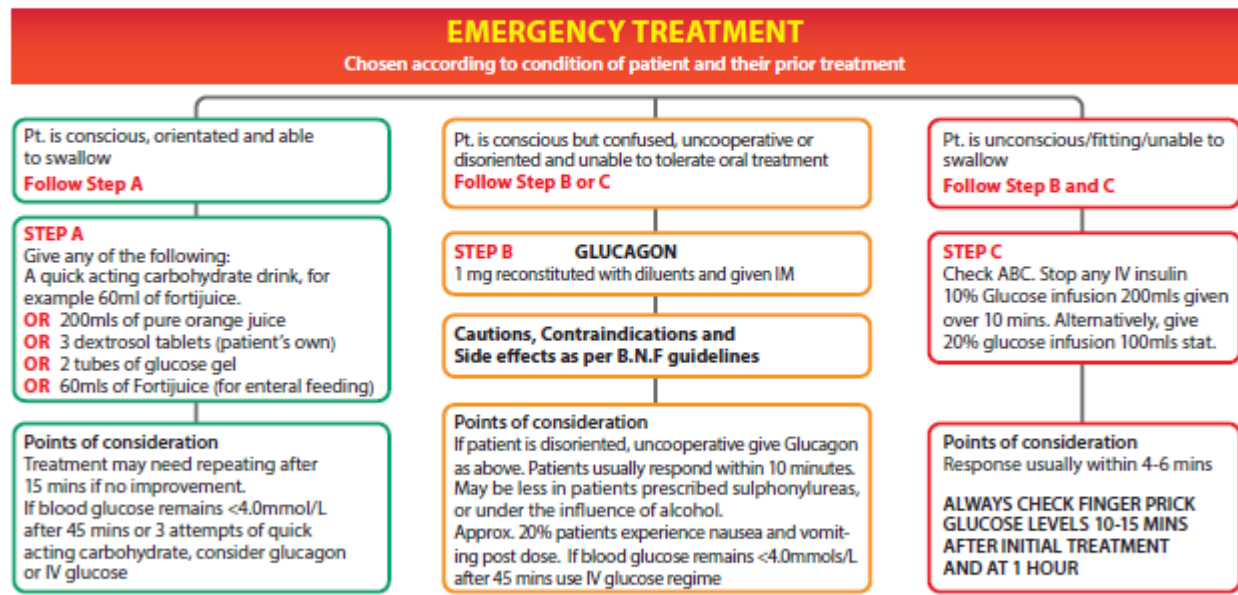 EMERGENCY TREATMENT
Chosen according to condition of patient and their prior treatment
Pt. is conscious, orientated and able
to swallow
Follow Step A
STEP A
Give any of the following:
A quick acting carbohydrate drink, for
example 60ml of fortijuice.
OR 200mls of pure orange juice
OR 3 dextrosol tablets (patient's own)
OR 2 tubes of glucose gel
OR 60mls of Fortijuice (for enteral feeding)
Points of consideration
Treatment may need repeating after
15 mins if no improvement.
If blood glucose remains <4.0mmol/L
after 45 mins or 3 attempts of quick
acting carbohydrate, consider glucagon
or IV glucose
Pt. is conscious but confused, uncooperative or
disoriented and unable to tolerate oral treatment
Follow Step B or C
STEP B GLUCAGON
1 mg reconstituted with diluents and given IM
Cautions, Contraindications and
Side effects as per B.N.F guidelines
Points of consideration
If patient is disoriented, uncooperative give Glucagon
as above. Patients usually respond within 10 minutes.
May be less in patients prescribed sulphonylureas,
or under the influence of alcohol.
Approx. 20% patients experience nausea and vomit-
ing post dose. If blood glucose remains <4.0mmols/L
after 45 mins use IV glucose regime
Pt. is unconscious/fitting/unable to
swallow
Follow Step B and C
STEP C
Check ABC. Stop any IV insulin
10% Glucose infusion 200mls given
over 10 mins. Alternatively, give
20% glucose infusion 100mls stat.
Points of consideration
Response usually within 4-6 mins
ALWAYS CHECK FINGER PRICK
GLUCOSE LEVELS 10-15 MINS
AFTER INITIAL TREATMENT
AND AT 1 HOUR